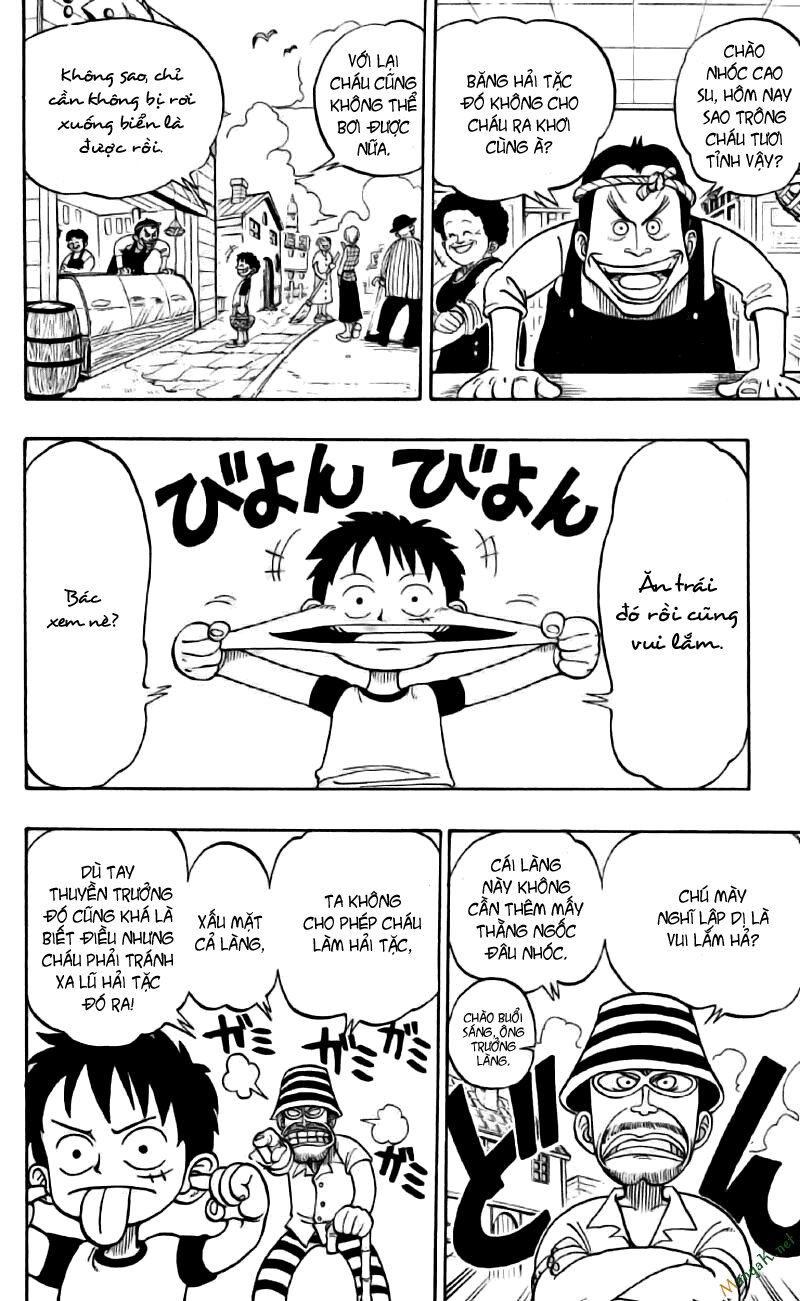 CHÀO
NHÓC CAO
SU, HÔM NAY
SAO TRÔNG
CHÁU TƯƠI
TỈNH VẬY?
BĂNG HẢI TẶC
ĐÓ KHÔNG CHO
CHÁU RA KHƠI
CÙNG À?
VỚI LẠI
CHÁU CŨNG
KHÔNG THỂ
BƠI ĐƯỢC
NỮA.
Không sao, chỉ
cần không bị rơi
xuống biển là
được rồi.
びよん びよん
Ăn trái
đó rồi cũng
vui lắm.
Bác
xem nè?
CHÚ MÀY
NGHĨ LẬP DỊ LÀ
VUI LẮM HẢ?
CÁI LÀNG
NÀY KHÔNG
CẦN THÊM MẤY
THẰNG NGỐC
ĐÂU NHÓC.
CHÀO BUỔI
SÁNG, ÔNG
TRƯỞNG
LÀNG.
どん
TA KHÔNG
CHO PHÉP CHÁU
LÀM HẢI TẶC,
XẤU MẶT
CẢ LÀNG,
DÙ TAY
THUYỀN TRƯỞNG
ĐÓ CŨNG KHÁ LÀ
BIẾT ĐIỀU NHƯNG
CHÁU PHẢI TRÁNH
XA LŨ HẢI TẶC
ĐÓ RA!
ガミ
ガミ
ガミ
MangaK.net